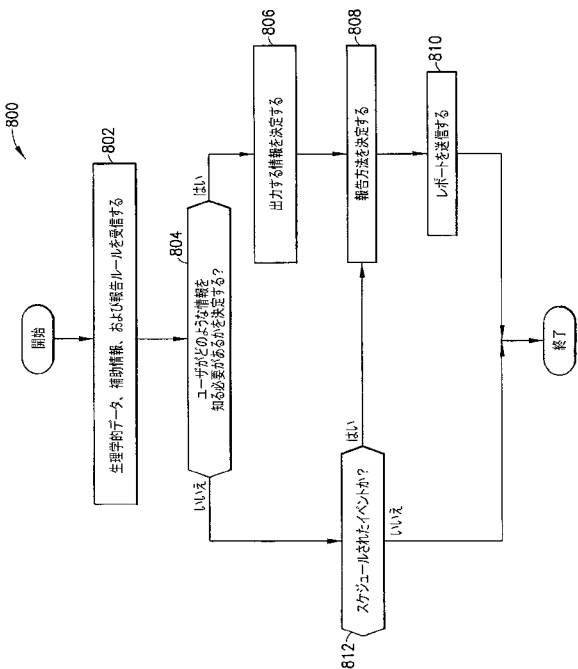 800
開始
802
生理学的データ、補助情報、および報告ルールを受信する
804
ユーザがどのような情報を
知る必要があるかを決定する?
はい
いいえ
806
出力する情報を決定する
808
報告方法を決定する
810
レポートを送信する
812
スケジュールされたイベントか?
はい
いいえ
終了